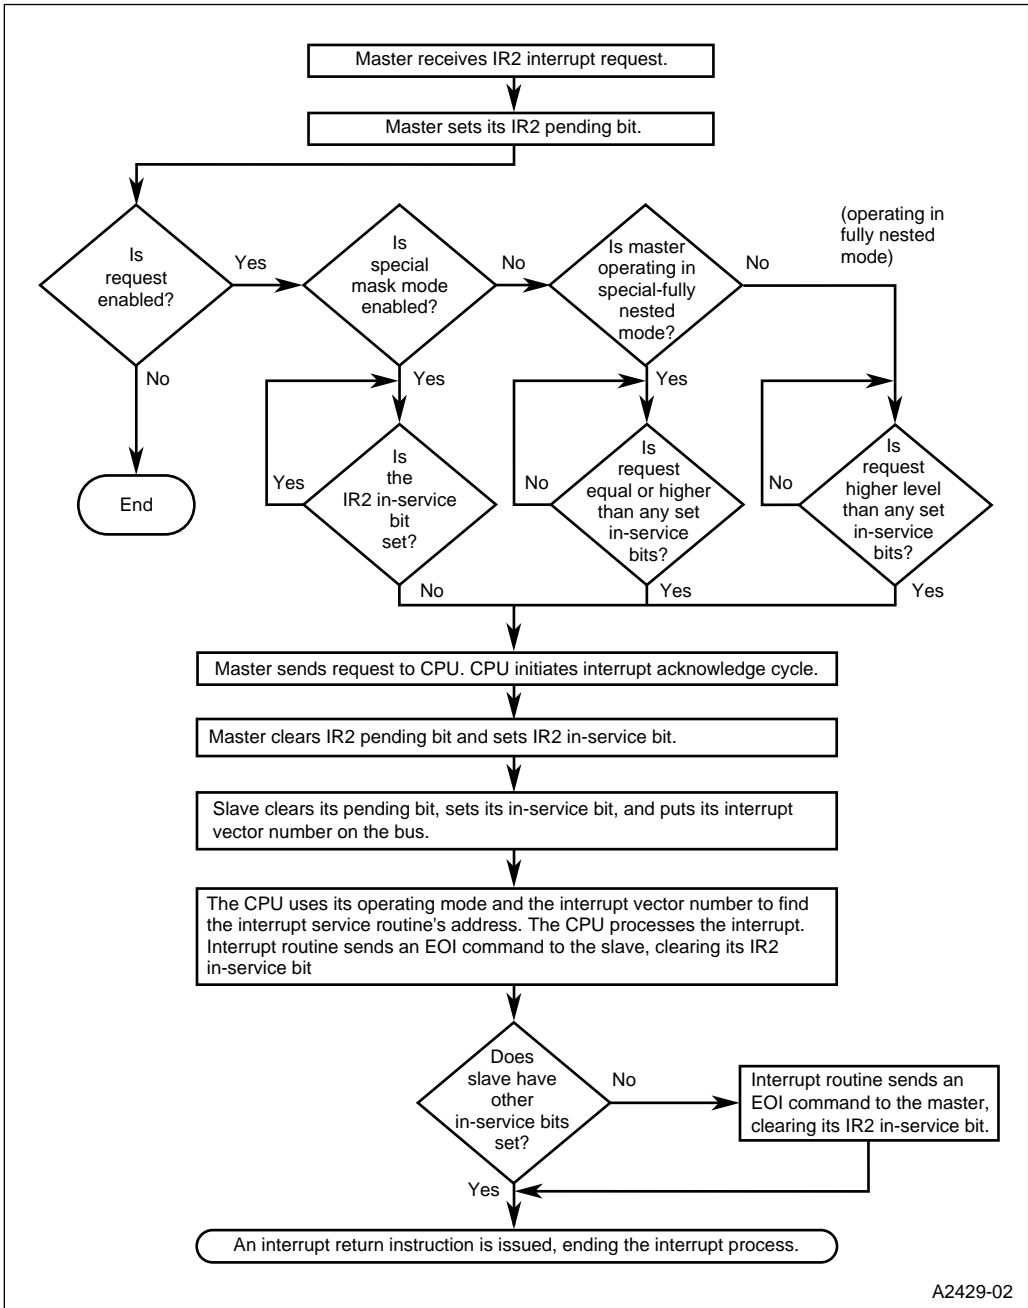 Master receives IR2 interrupt request.
Master sets its IR2 pending bit.
(operating in
fully nested
mode)
Is
request
enabled?
Yes
Is
special
mask mode
enabled?
No
Is master
operating in
special-fully
nested
mode?
No
No
Yes
Yes
End
Yes
Is
the
IR2 in-service
bit
set?
No
Is
request
equal or higher
than any set
in-service
bits?
No
Is
request
higher level
than any set
in-service
bits?
No
Yes
Yes
Master sends request to CPU. CPU initiates interrupt acknowledge cycle.
Master clears IR2 pending bit and sets IR2 in-service bit.
Slave clears its pending bit, sets its in-service bit, and puts its interrupt
vector number on the bus.
The CPU uses its operating mode and the interrupt vector number to find
the interrupt service routine's address. The CPU processes the interrupt.
Interrupt routine sends an EOI command to the slave, clearing its IR2
in-service bit
Does
slave have
other
in-service bits
set?
No
Interrupt routine sends an
EOI command to the master,
clearing its IR2 in-service bit.
Yes
An interrupt return instruction is issued, ending the interrupt process.
A2429-02